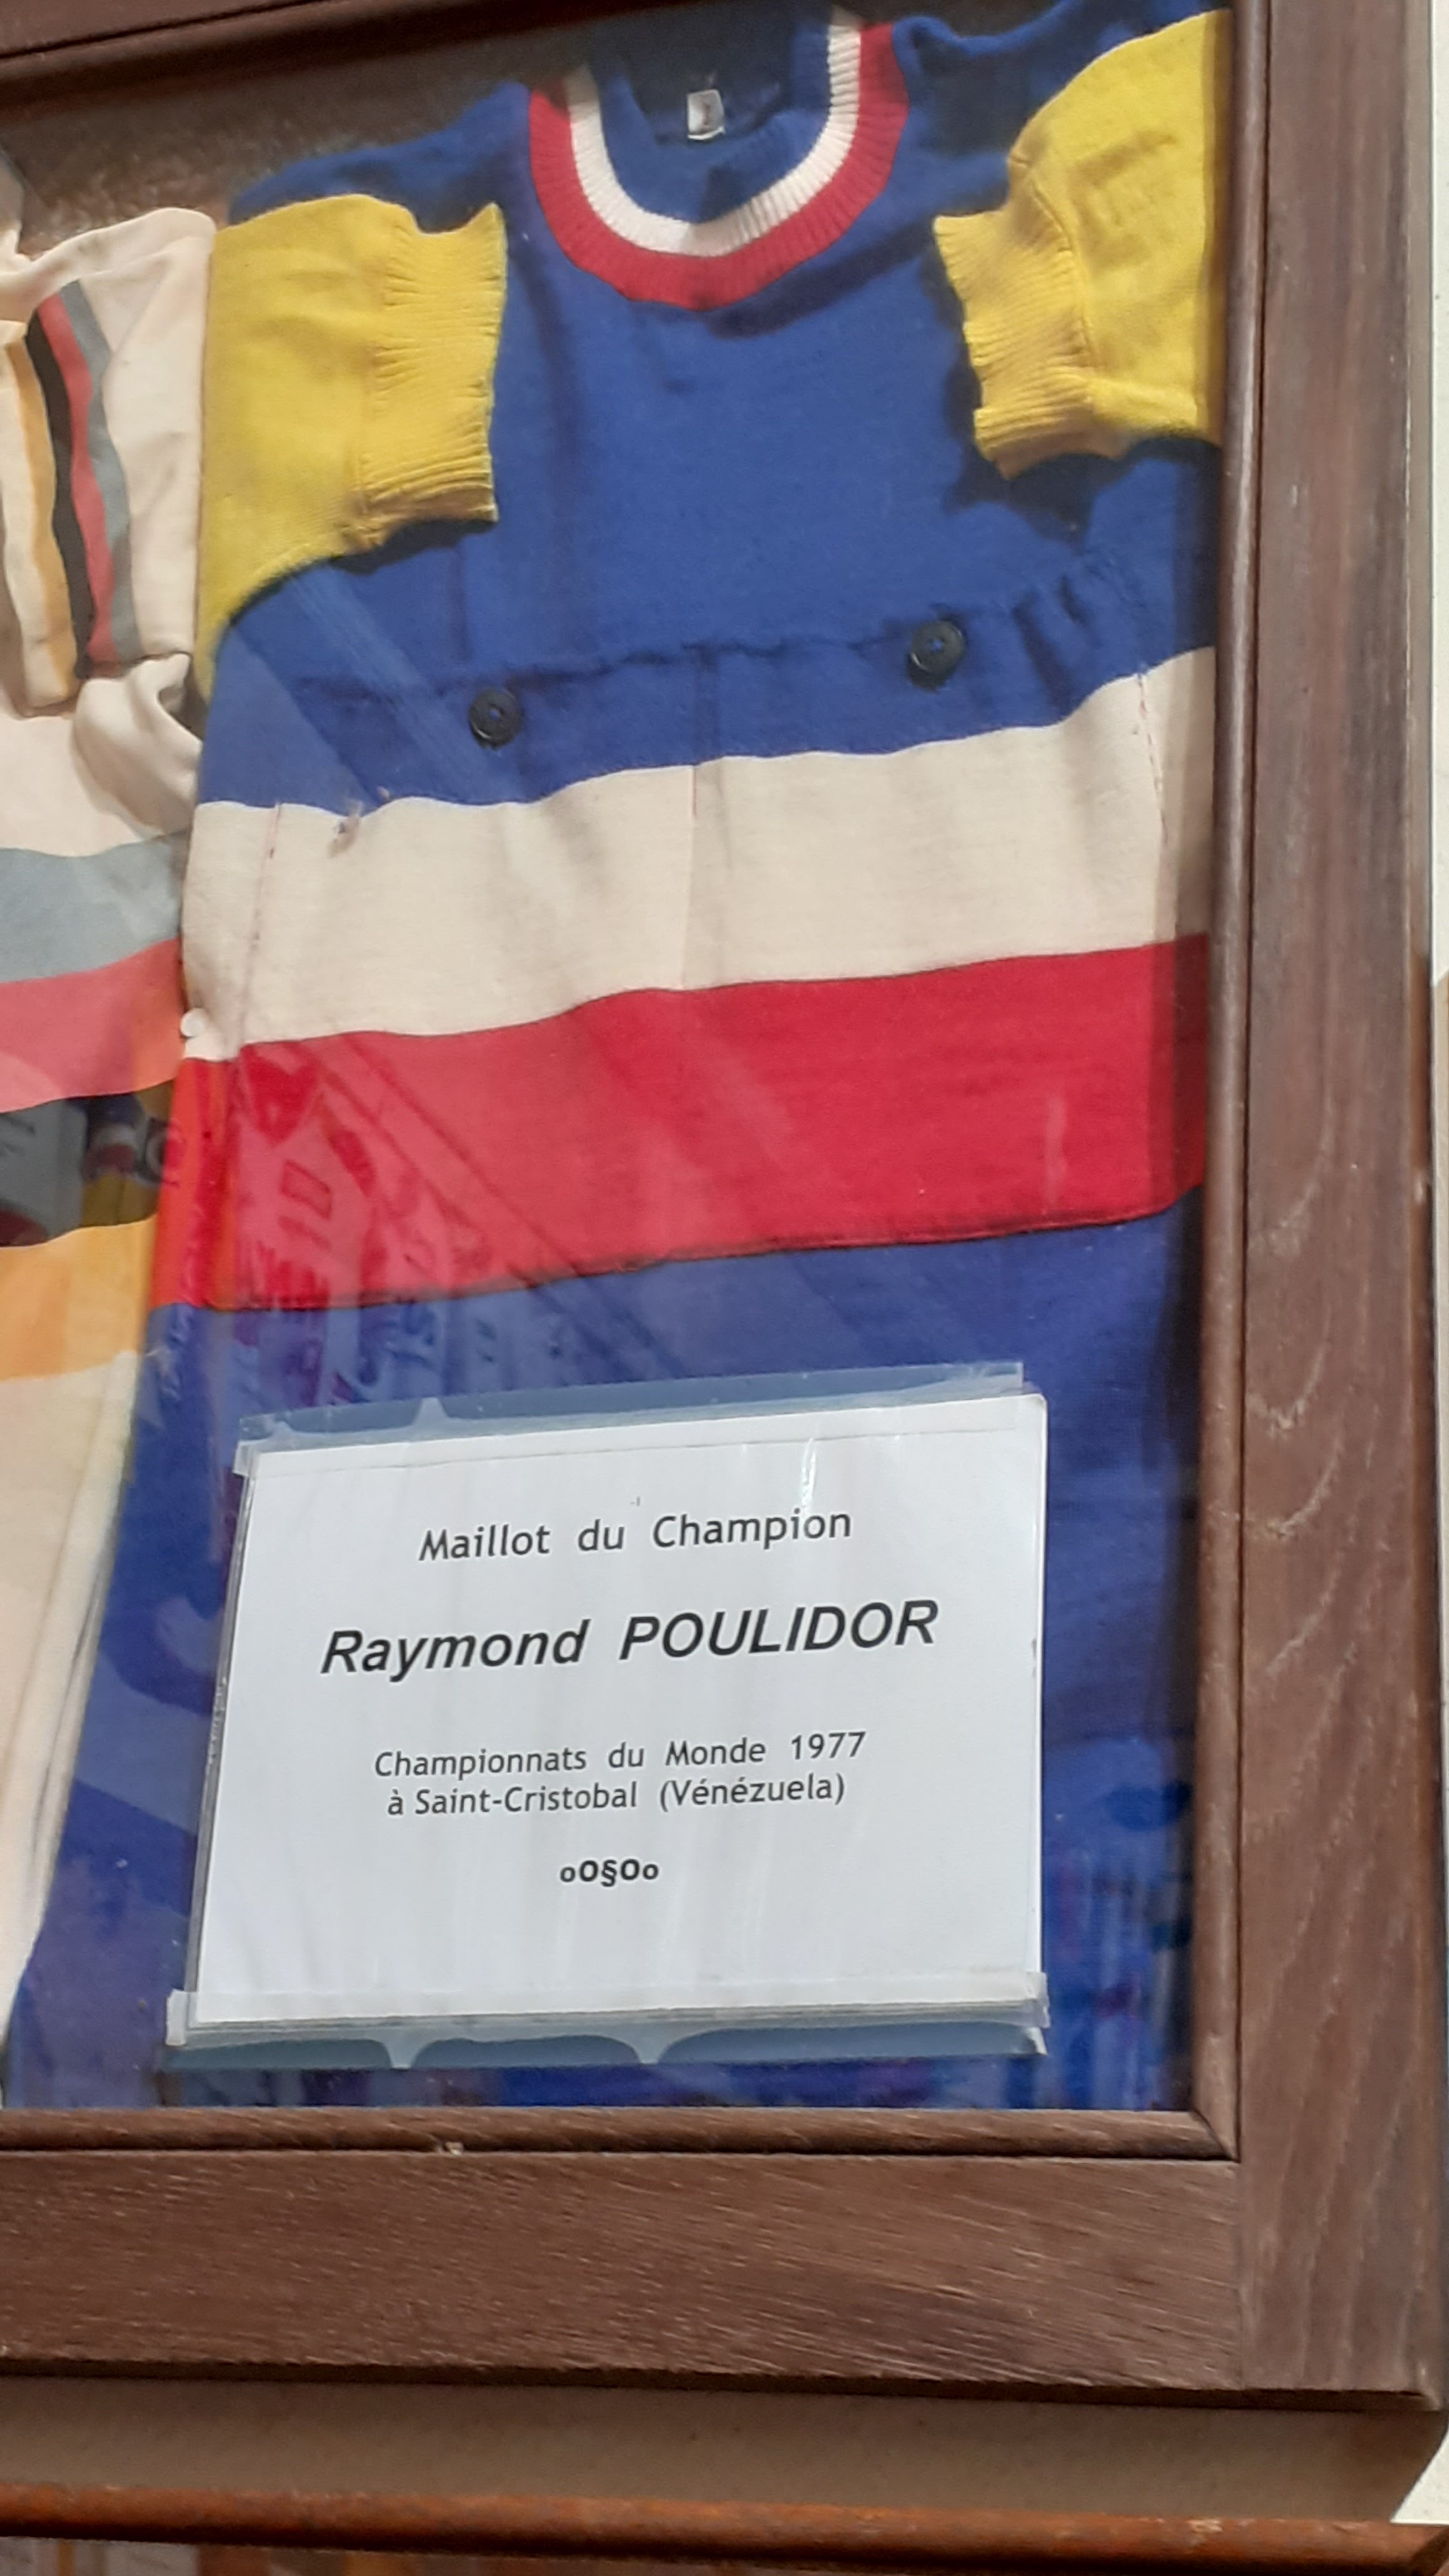 Maillot du Champion
Raymond POULIDOR
Championnats du Monde 1977
à Saint-Cristobal (Vénézuela)
oO§Oo